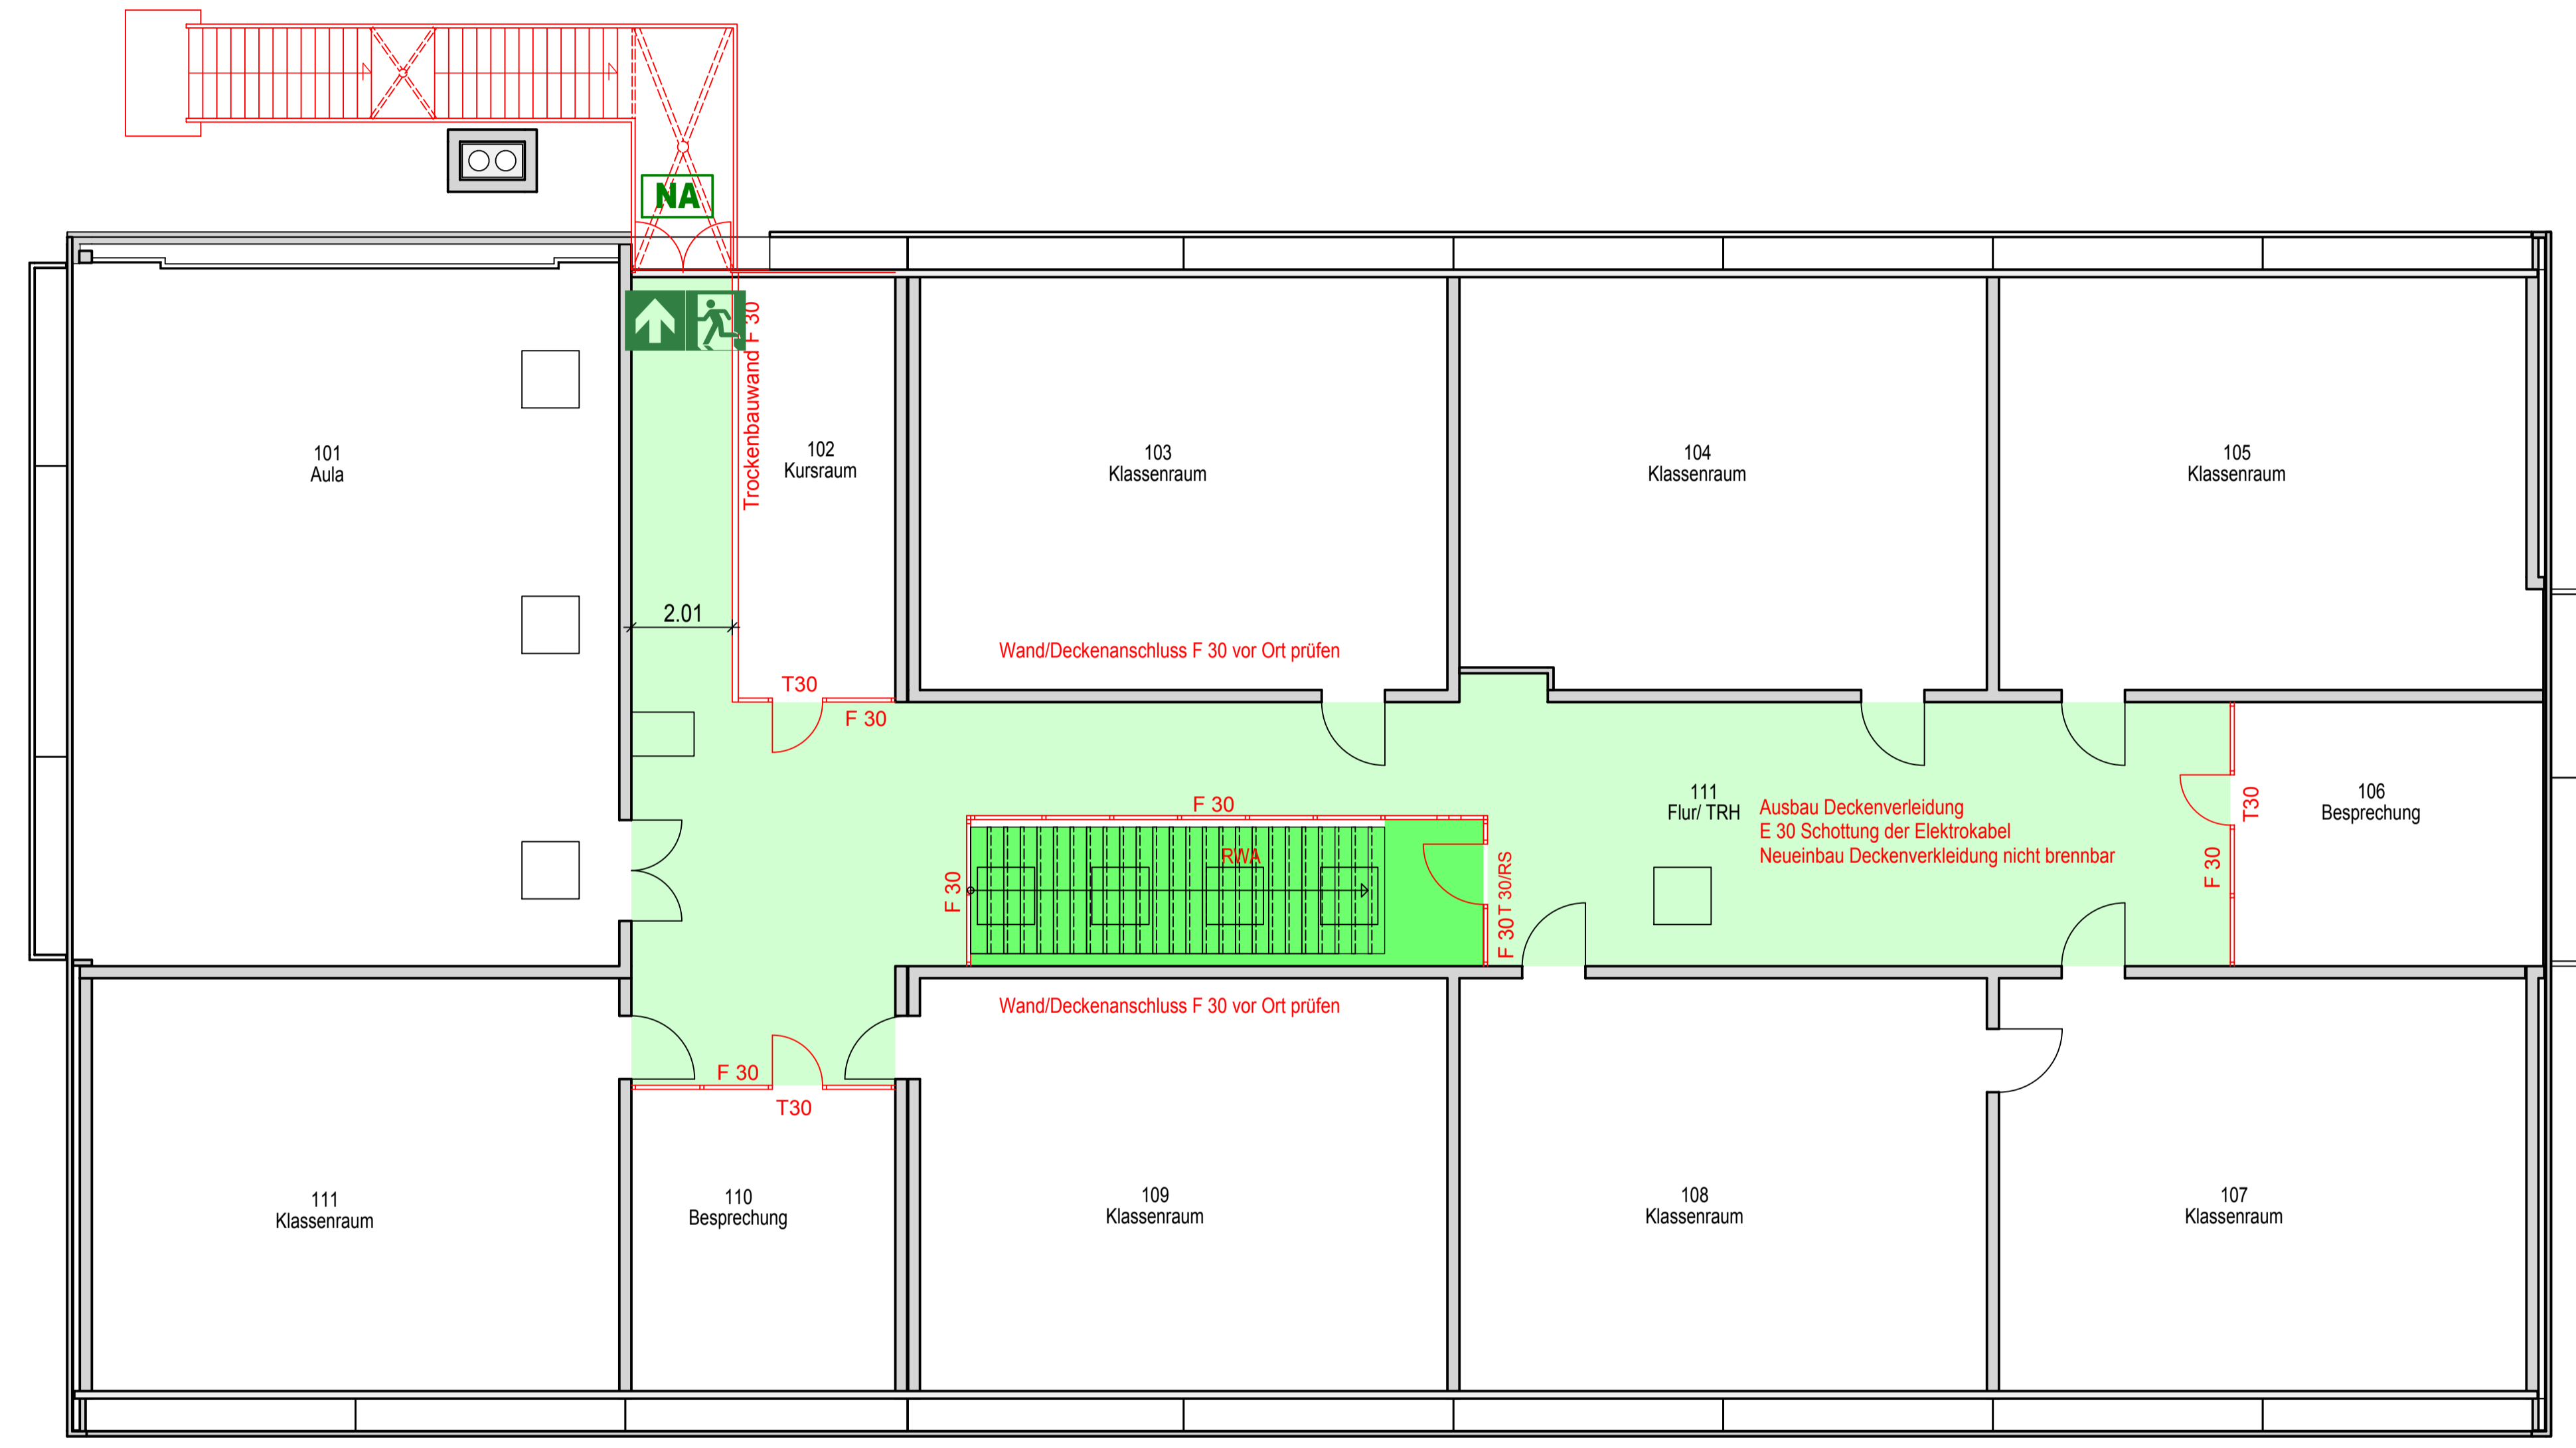 NA
Trockenbauwand F 30
101
Aula
102
Kursraum
103
Klassenraum
104
Klassenraum
105
Klassenraum
2.01
Wand/Deckenanschluss F 30 vor Ort prüfen
T30
F 30
F 30
RWA
F 30
T 30/RS
F 30
111
Flur/ TRH
Ausbau Deckenverleidung
E 30 Schottung der Elektrokabel
Neueinbau Deckenverkleidung nicht brennbar
T30
F 30
106
Besprechung
Wand/Deckenanschluss F 30 vor Ort prüfen
F 30
T30
111
Klassenraum
110
Besprechung
109
Klassenraum
108
Klassenraum
107
Klassenraum